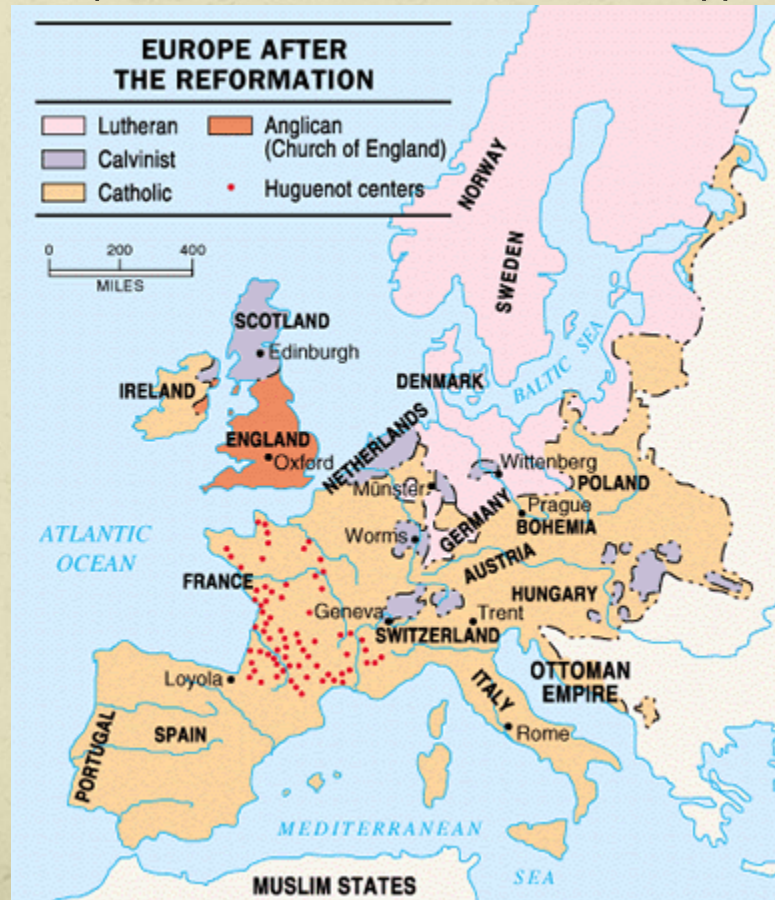 EUROPE AFTER
THE REFORMATION
Lutheran
Calvinist
Catholic
Anglican
(Church of England)
Huguenot centers
0 200 400
MILES
NORWAY
SWEDEN
SCOTLAND
Edinburgh
IRELAND
ENGLAND
Oxford
DENMARK
BALTIC SEA
NETHERLANDS
Münster
Wittenberg
POLAND
GERMANY
Prague
BOHEMIA
Worms
AUSTRIA
ATLANTIC
OCEAN
FRANCE
HUNGARY
Geneva
Trent
SWITZERLAND
OTTOMAN
EMPIRE
Loyola
ITALY
Rome
PORTUGAL
SPAIN
MEDITERRANEAN
SEA
MUSLIM STATES